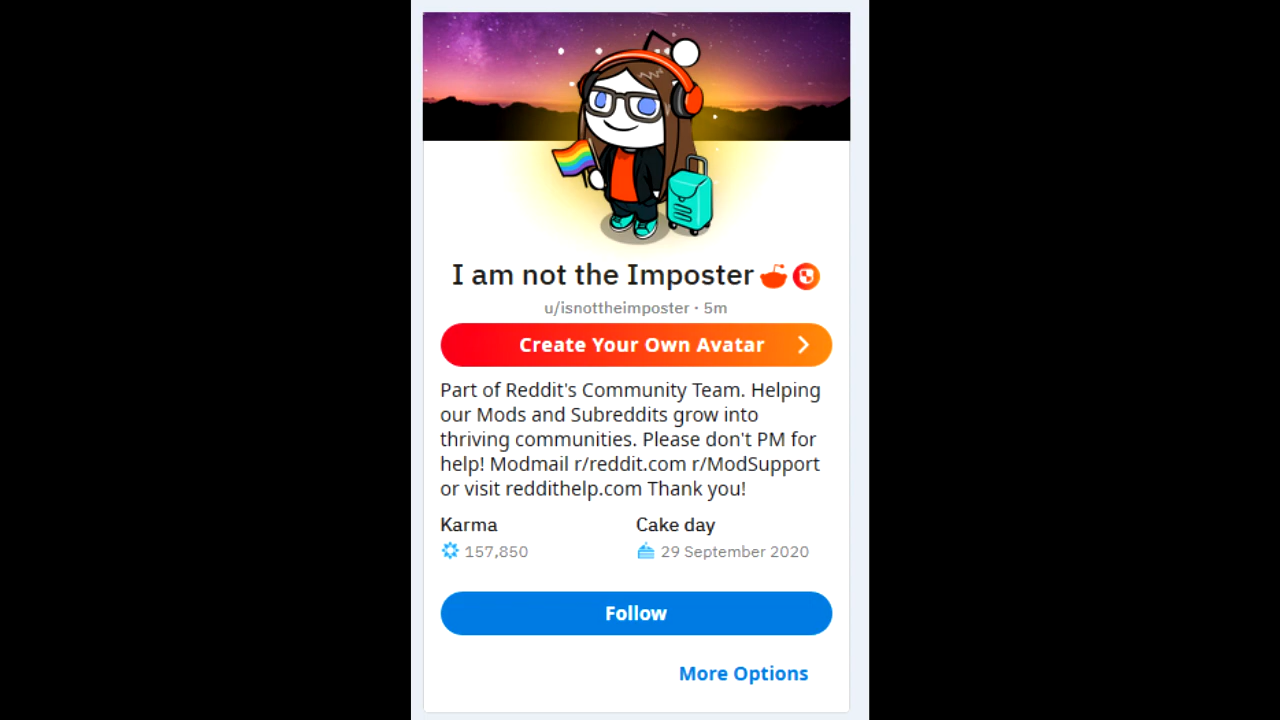 I am not the Imposter
u/isnottheimposter · 5m
Create Your Own Avatar
Part of Reddit's Community Team. Helping
our Mods and Subreddits grow into
thriving communities. Please don't PM for
help! Modmail r/reddit.com r/ModSupport
or visit reddithelp.com Thank you!
Karma
157,850
Cake day
29 September 2020
Follow
More Options